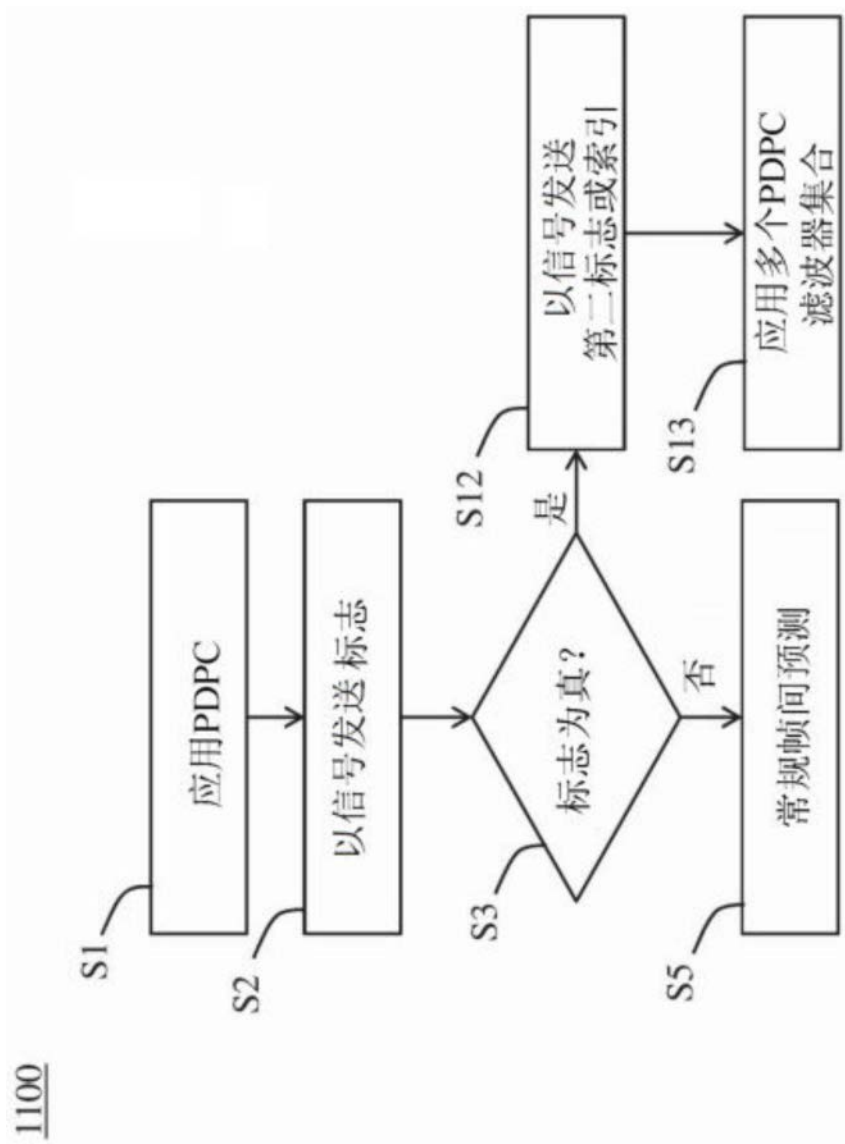 1100
S1
应用PDPC
S2
以信号发送标志
S3
标志为真?
是
否
S12
以信号发送
第二标志或索引
S13
应用多个PDPC
滤波器集合
S5
常规帧间预测